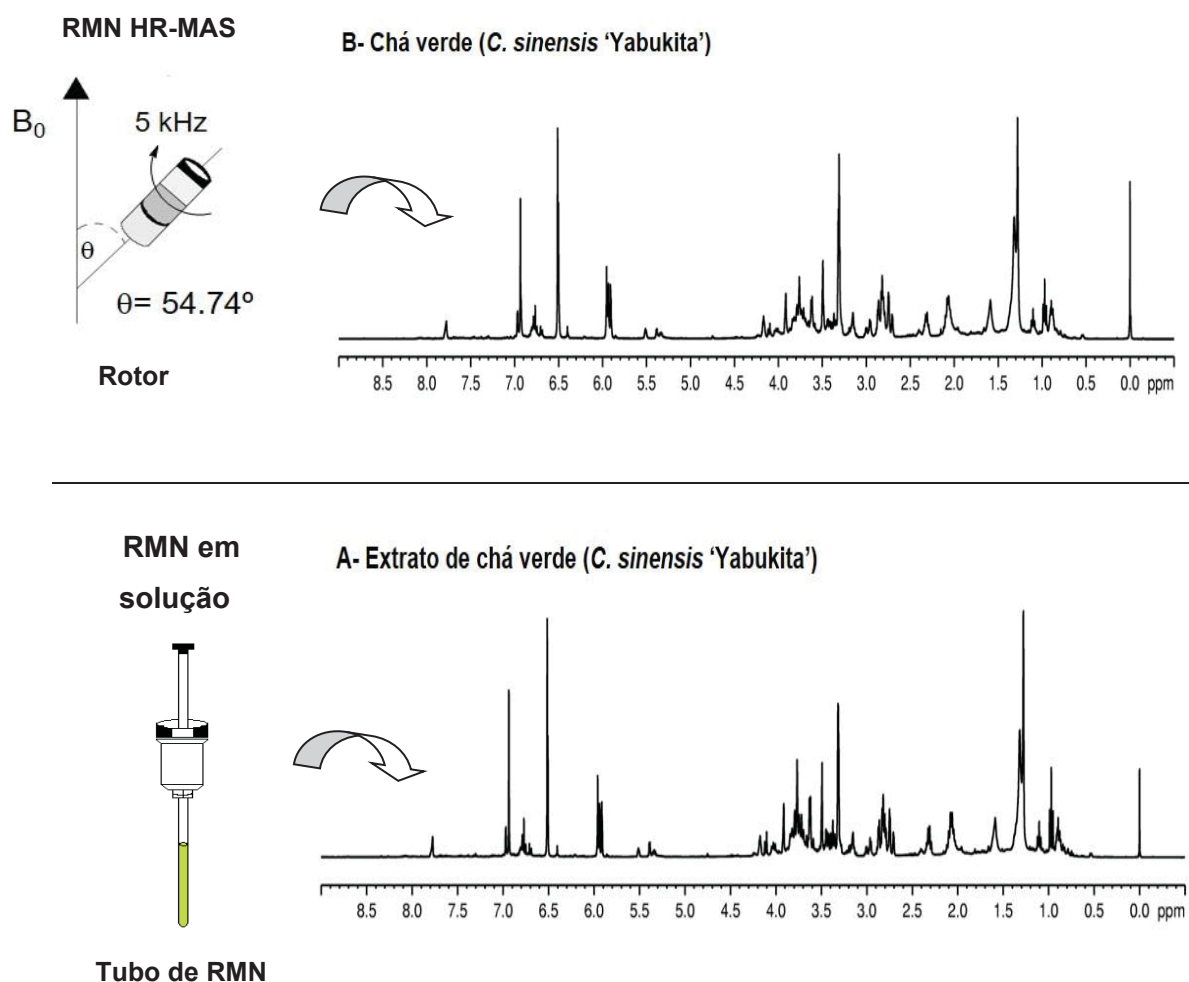 RMN HR-MAS
B- Chá verde (C. sinensis ‘Yabukita’)
B0
5 kHz
θ
θ= 54.74º
8.5 8.0 7.5 7.0 6.5 6.0 5.5 5.0 4.5 4.0 3.5 3.0 2.5 2.0 1.5 1.0 0.5 0.0 ppm
Rotor
RMN em
solução
A- Extrato de chá verde (C. sinensis ‘Yabukita’)
8.5 8.0 7.5 7.0 6.5 6.0 5.5 5.0 4.5 4.0 3.5 3.0 2.5 2.0 1.5 1.0 0.5 0.0 ppm
Tubo de RMN